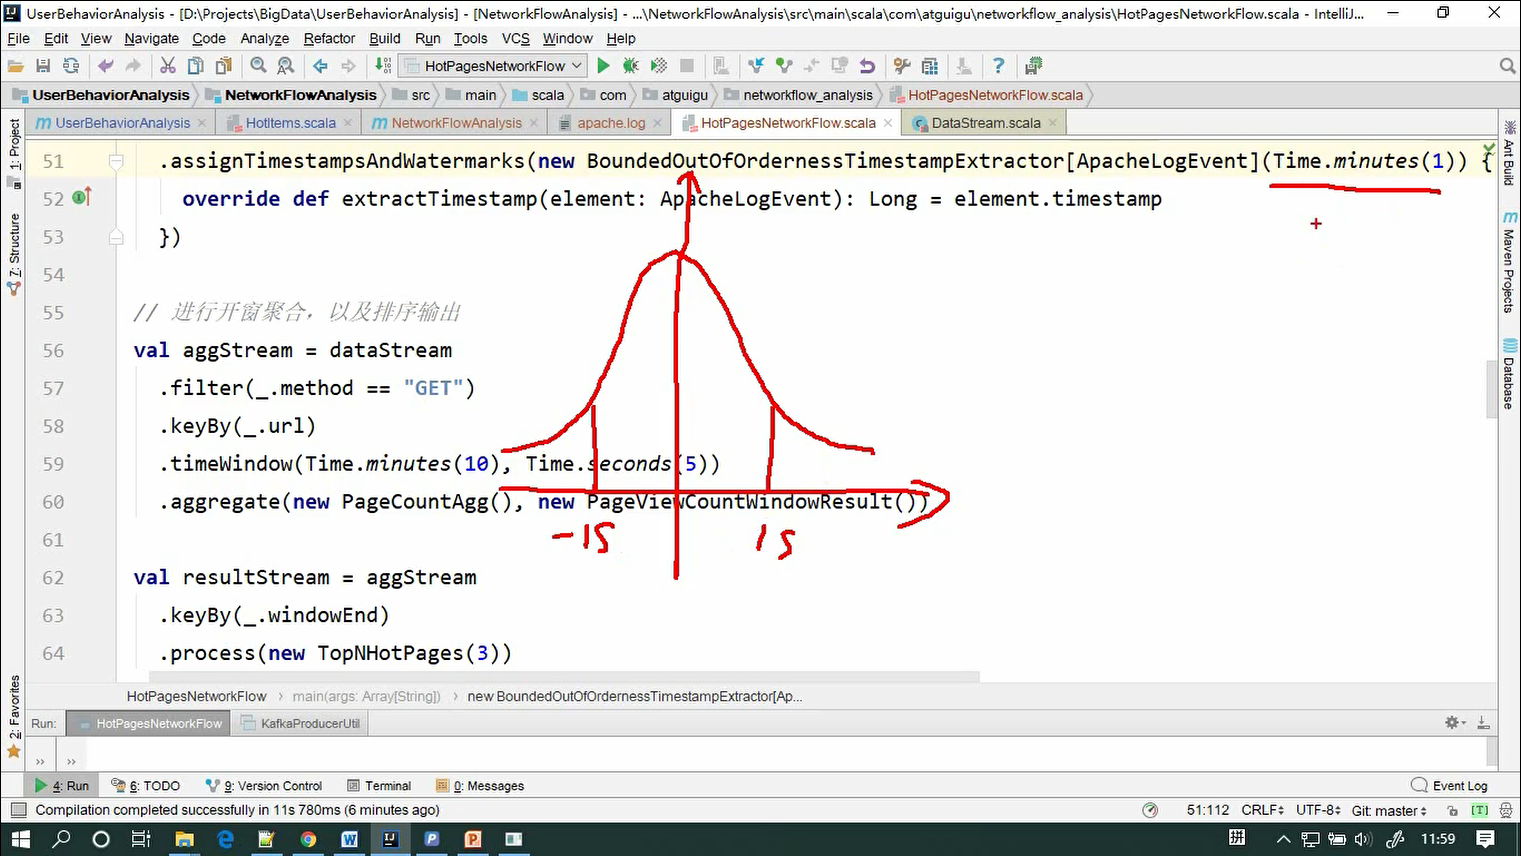 UserBehaviorAnalysis - [D:\Projects\BigData\UserBehaviorAnalysis] - [NetworkFlowAnalysis] - ...\NetworkFlowAnalysis\src\main\scala\com\atguigu\networkflow_analysis\HotPagesNetworkFlow.scala - IntelliJ...
File Edit View Navigate Code Analyze Refactor Build Run Tools VCS Window Help
HotPagesNetworkFlow
UserBehaviorAnalysis NetworkFlowAnalysis src main scala com atguigu networkflow_analysis HotPagesNetworkFlow.scala
UserBehaviorAnalysis HotItems.scala NetworkFlowAnalysis apache.log HotPagesNetworkFlow.scala DataStream.scala
1: Project
7: Structure
2: Favorites
Ant Build
Maven Projects
Database
51 .assignTimestampsAndWatermarks(new BoundedOutOfOrdernessTimestampExtractor[ApacheLogEvent](Time.minutes(1)) {
52 override def extractTimestamp(element: ApacheLogEvent): Long = element.timestamp
53 })
54
55 // 进行开窗聚合，以及排序输出
56 val aggStream = dataStream
57 .filter(_.method == "GET")
58 .keyBy(_.url)
59 .timeWindow(Time.minutes(10), Time.seconds(5))
60 .aggregate(new PageCountAgg(), new PageViewCountWindowResult())
61
62 val resultStream = aggStream
63 .keyBy(_.windowEnd)
64 .process(new TopNHotPages(3))
-1S 1S
HotPagesNetworkFlow main(args: Array[String]) new BoundedOutOfOrdernessTimestampExtractor[Ap...
Run: HotPagesNetworkFlow KafkaProducerUtil
4: Run 6: TODO 9: Version Control Terminal 0: Messages Event Log
Compilation completed successfully in 11s 780ms (6 minutes ago) 51:112 CRLF UTF-8 Git: master [T]
拼 11:59